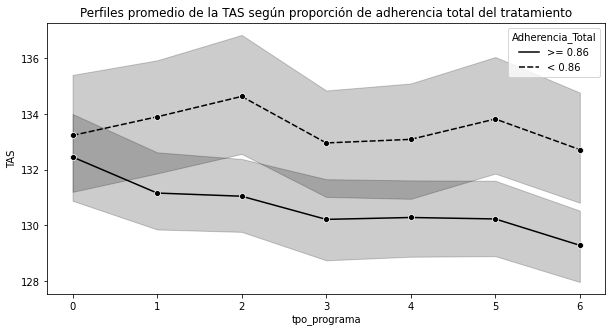 Perfiles promedio de la TAS según proporción de adherencia total del tratamiento
Adherencia_Total
>= 0.86
< 0.86
136
134
132
130
128
TAS
0 1 2 3 4 5 6
tpo_programa